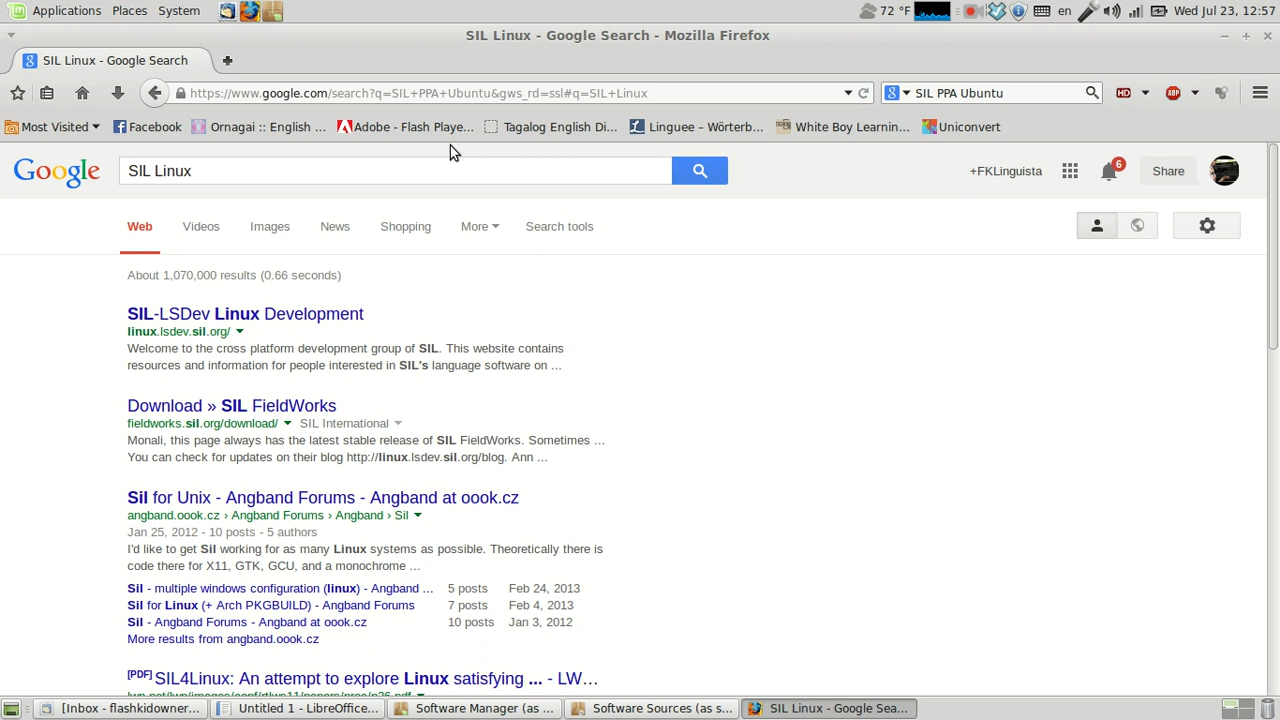 Applications Places System 72 °F en Wed Jul 23, 12:57
SIL Linux - Google Search - Mozilla Firefox
SIL Linux - Google Search
https://www.google.com/search?q=SIL+PPA+Ubuntu&gws_rd=ssl#q=SIL+Linux SIL PPA Ubuntu HD ABP
Most Visited Facebook Omegai :: English ... Adobe - Flash Playe... Tagalog English Di... Linguee – Wörterb... White Boy Learnin... Uniconvert
Google SIL Linux +FKLinguista 6 Share
Web Videos Images News Shopping More Search tools
About 1,070,000 results (0.66 seconds)
SIL-LSDev Linux Development
linux.lsdev.sil.org/
Welcome to the cross platform development group of SIL. This website contains
resources and information for people interested in SIL's language software on ...
Download » SIL FieldWorks
fieldworks.sil.org/download/ SIL International
Monali, this page always has the latest stable release of SIL FieldWorks. Sometimes ...
You can check for updates on their blog http://linux.lsdev.sil.org/blog. Ann ...
Sil for Unix - Angband Forums - Angband at oook.cz
angband.oook.cz › Angband Forums › Angband › Sil
Jan 25, 2012 - 10 posts - 5 authors
I'd like to get Sil working for as many Linux systems as possible. Theoretically there is
code there for X11, GTK, GCU, and a monochrome ...
Sil - multiple windows configuration (linux) - Angband ... 5 posts Feb 24, 2013
Sil for Linux (+ Arch PKGBUILD) - Angband Forums 7 posts Feb 4, 2013
Sil - Angband Forums - Angband at oook.cz 10 posts Jan 3, 2012
More results from angband.oook.cz
[PDF] SIL4Linux: An attempt to explore Linux satisfying ... - LW...
[Inbox - flashkidowner... Untitled 1 - LibreOffice... Software Manager (as ... Software Sources (as s... SIL Linux - Google Sea...